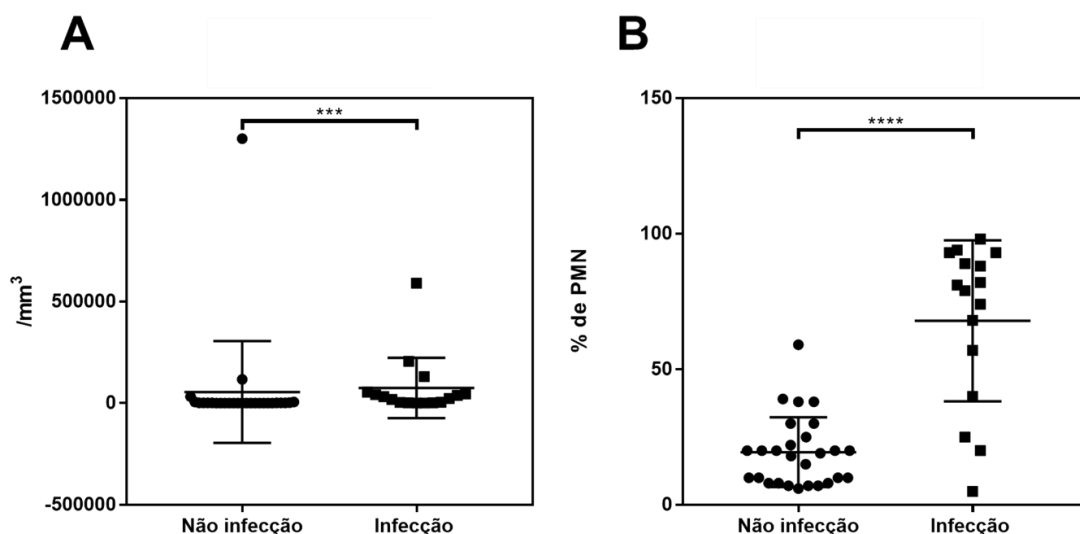 A
1500000
1000000
500000
0
-500000
/mm³
***
Não infecção
Infecção
B
150
100
50
0
% de PMN
****
Não infecção
Infecção